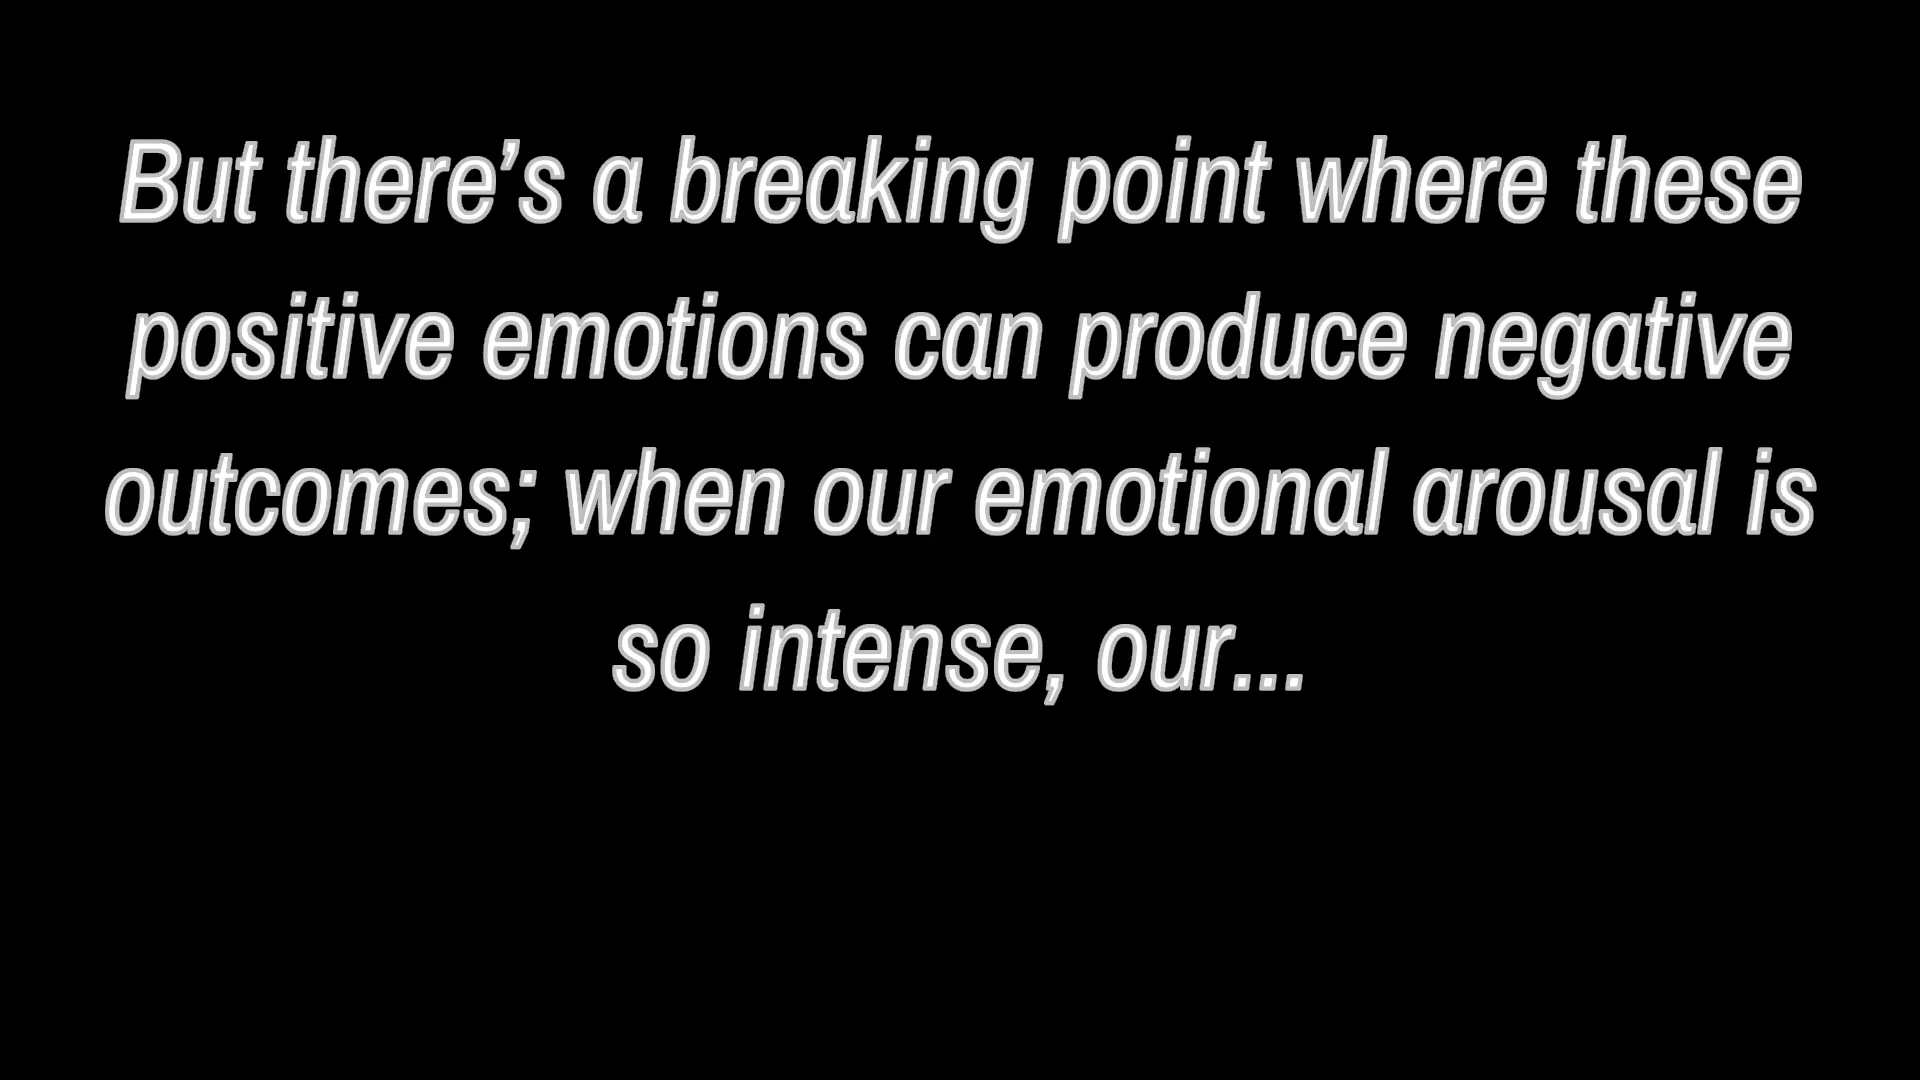 But there’s a breaking point where these
positive emotions can produce negative
outcomes; when our emotional arousal is
so intense, our...